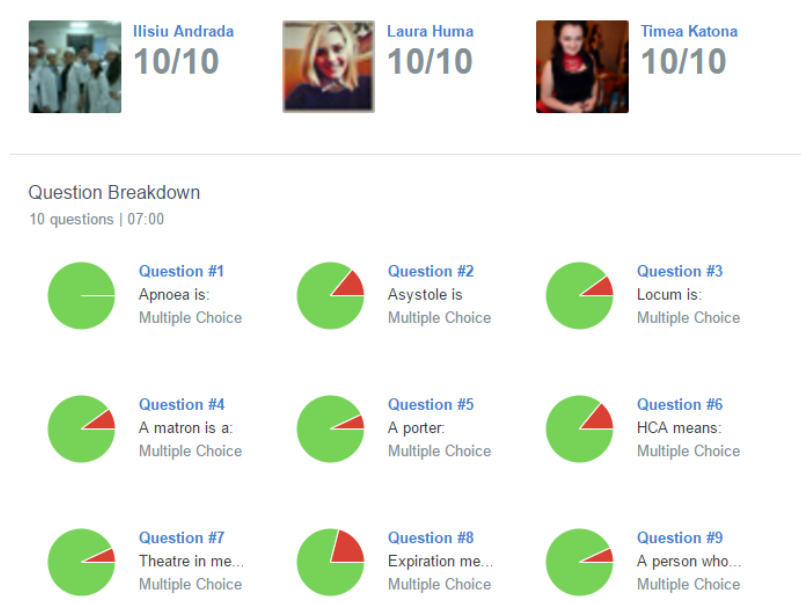 Ilisiu Andrada
10/10
Laura Huma
10/10
Timea Katona
10/10
Question Breakdown
10 questions | 07:00
Question #1
Apnoea is:
Multiple Choice
Question #2
Asystole is
Multiple Choice
Question #3
Locum is:
Multiple Choice
Question #4
A matron is a:
Multiple Choice
Question #5
A porter:
Multiple Choice
Question #6
HCA means:
Multiple Choice
Question #7
Theatre in me...
Multiple Choice
Question #8
Expiration me...
Multiple Choice
Question #9
A person who...
Multiple Choice